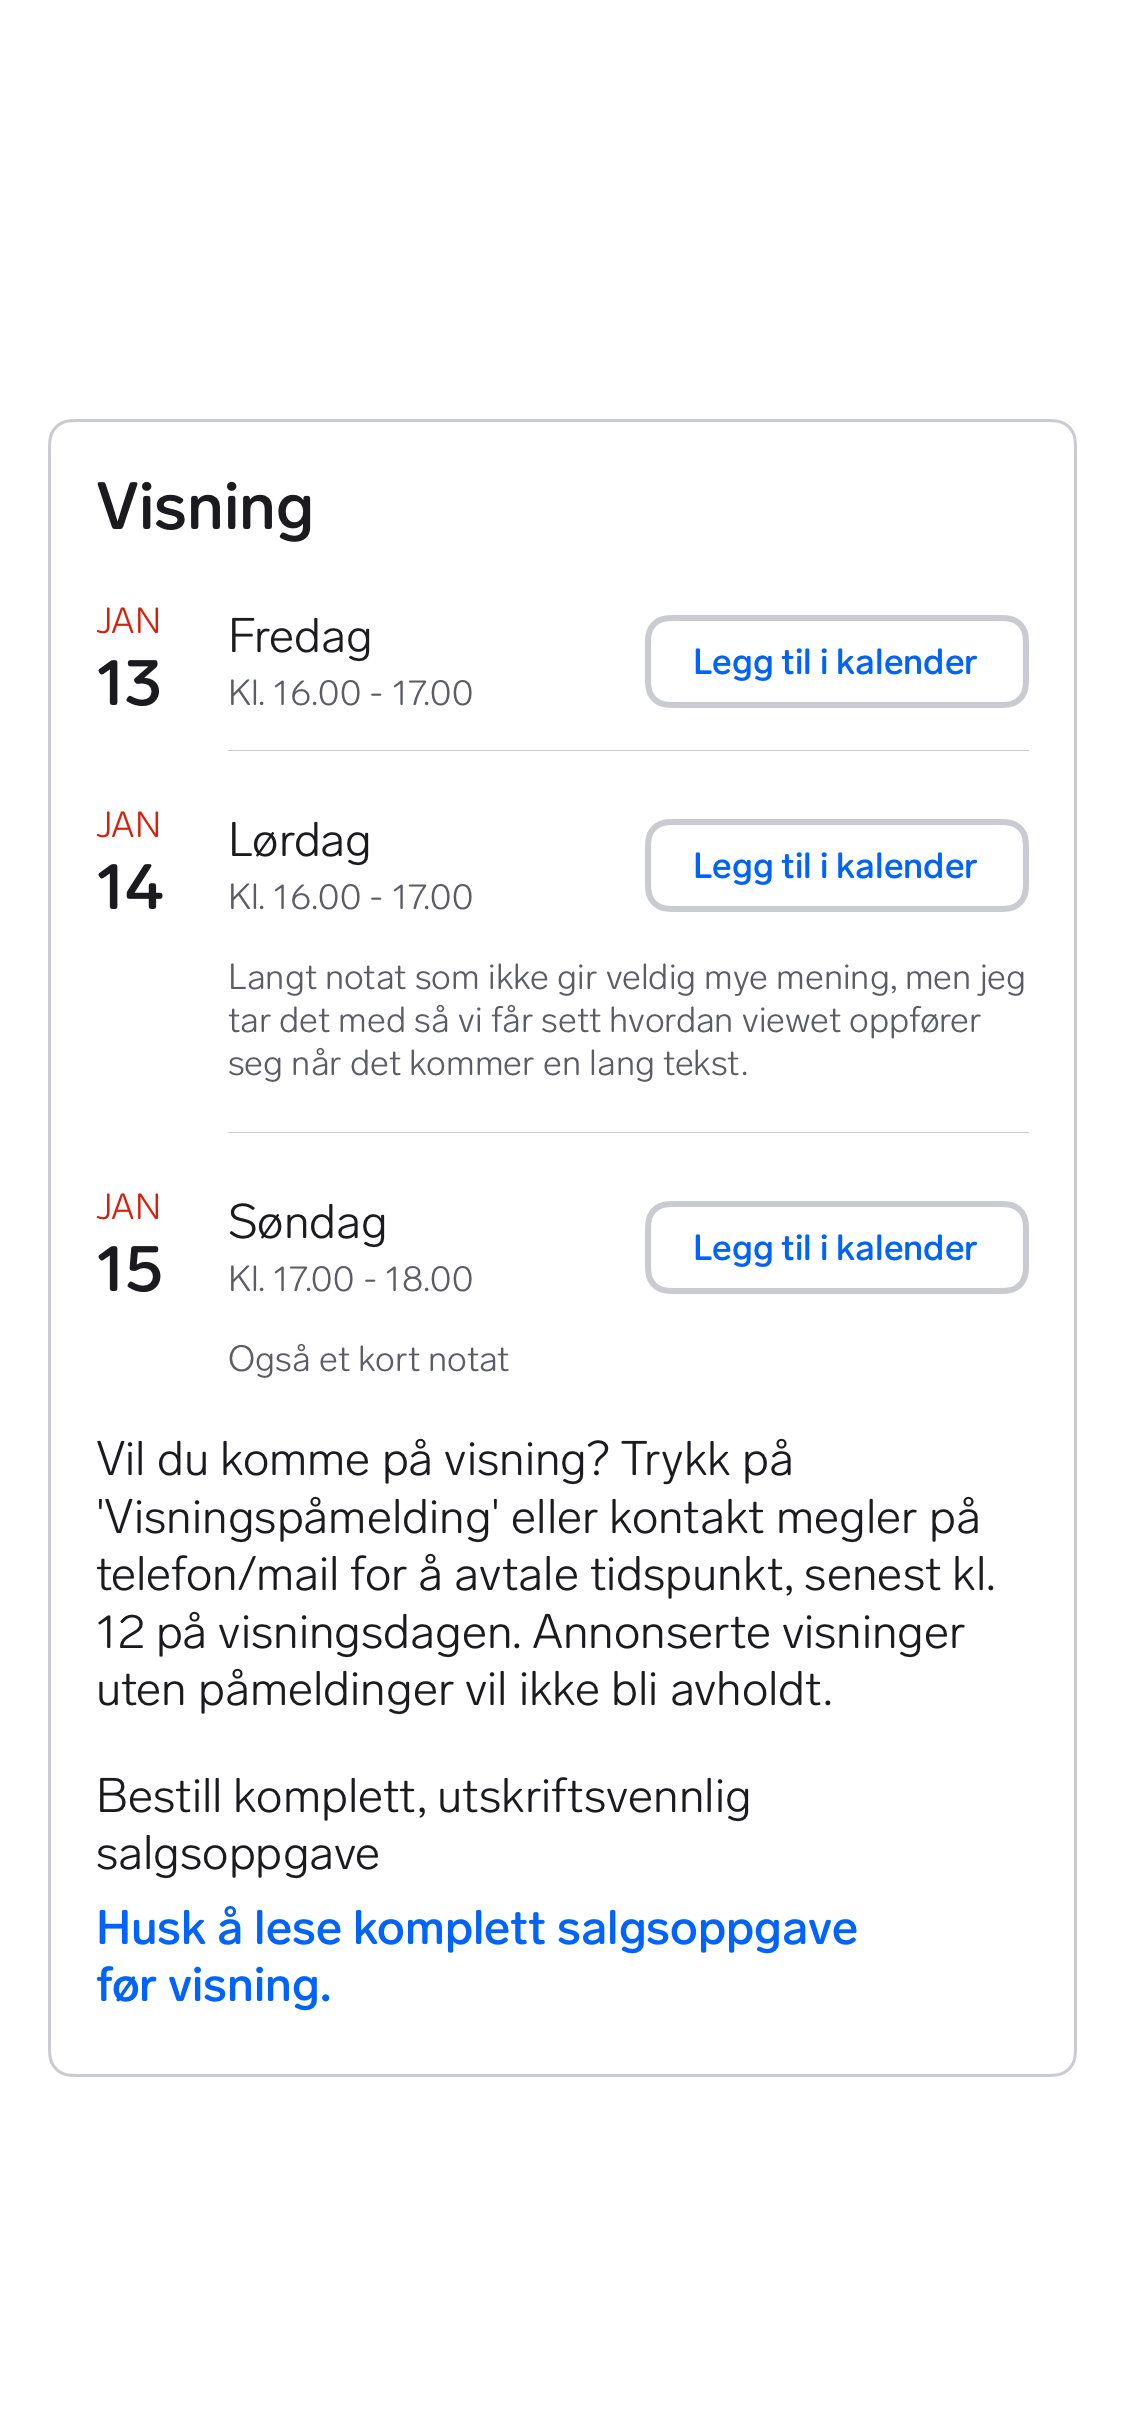 Visning
JAN
13
Fredag
Kl. 16.00 - 17.00
Legg til i kalender
JAN
14
Lørdag
Kl. 16.00 - 17.00
Legg til i kalender
Langt notat som ikke gir veldig mye mening, men jeg
tar det med så vi får sett hvordan viewet oppfører
seg når det kommer en lang tekst.
JAN
15
Søndag
Kl. 17.00 - 18.00
Legg til i kalender
Også et kort notat
Vil du komme på visning? Trykk på
'Visningspåmelding' eller kontakt megler på
telefon/mail for å avtale tidspunkt, senest kl.
12 på visningsdagen. Annonserte visninger
uten påmeldinger vil ikke bli avholdt.
Bestill komplett, utskriftsvennlig
salgsoppgave
Husk å lese komplett salgsoppgave
før visning.